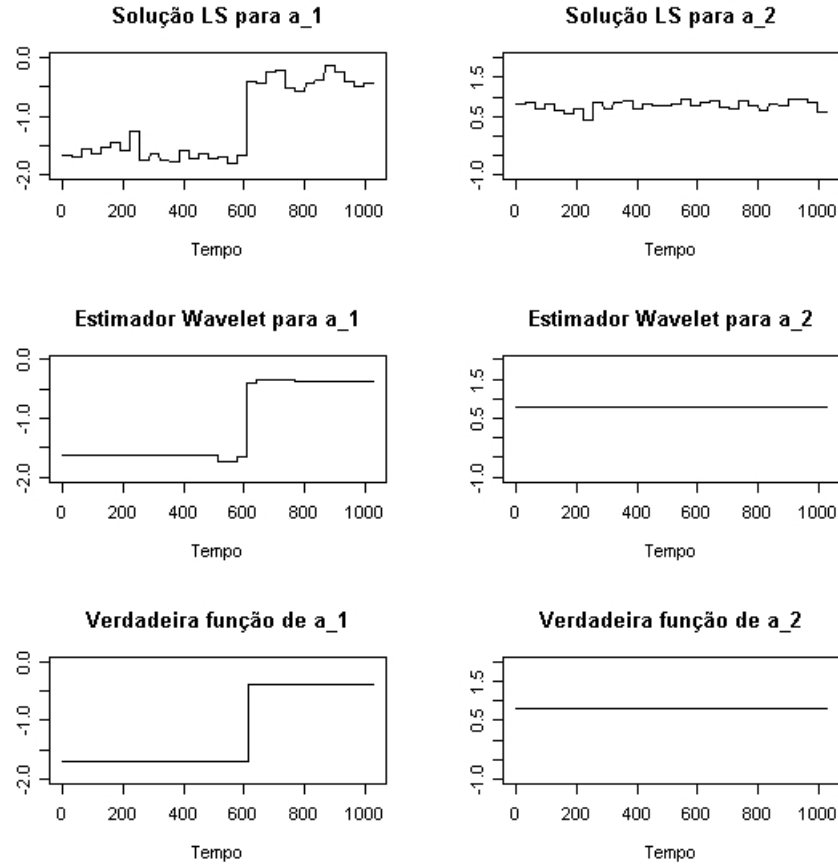 Solução LS para a_1
Solução LS para a_2
0.0
-1.0
-2.0
1.5
0.5
-1.0
0 200 400 600 800 1000
0 200 400 600 800 1000
Tempo
Tempo
Estimador Wavelet para a_1
Estimador Wavelet para a_2
0.0
-1.0
-2.0
1.5
0.5
-1.0
0 200 400 600 800 1000
0 200 400 600 800 1000
Tempo
Tempo
Verdadeira função de a_1
Verdadeira função de a_2
0.0
-1.0
-2.0
1.5
0.5
-1.0
0 200 400 600 800 1000
0 200 400 600 800 1000
Tempo
Tempo